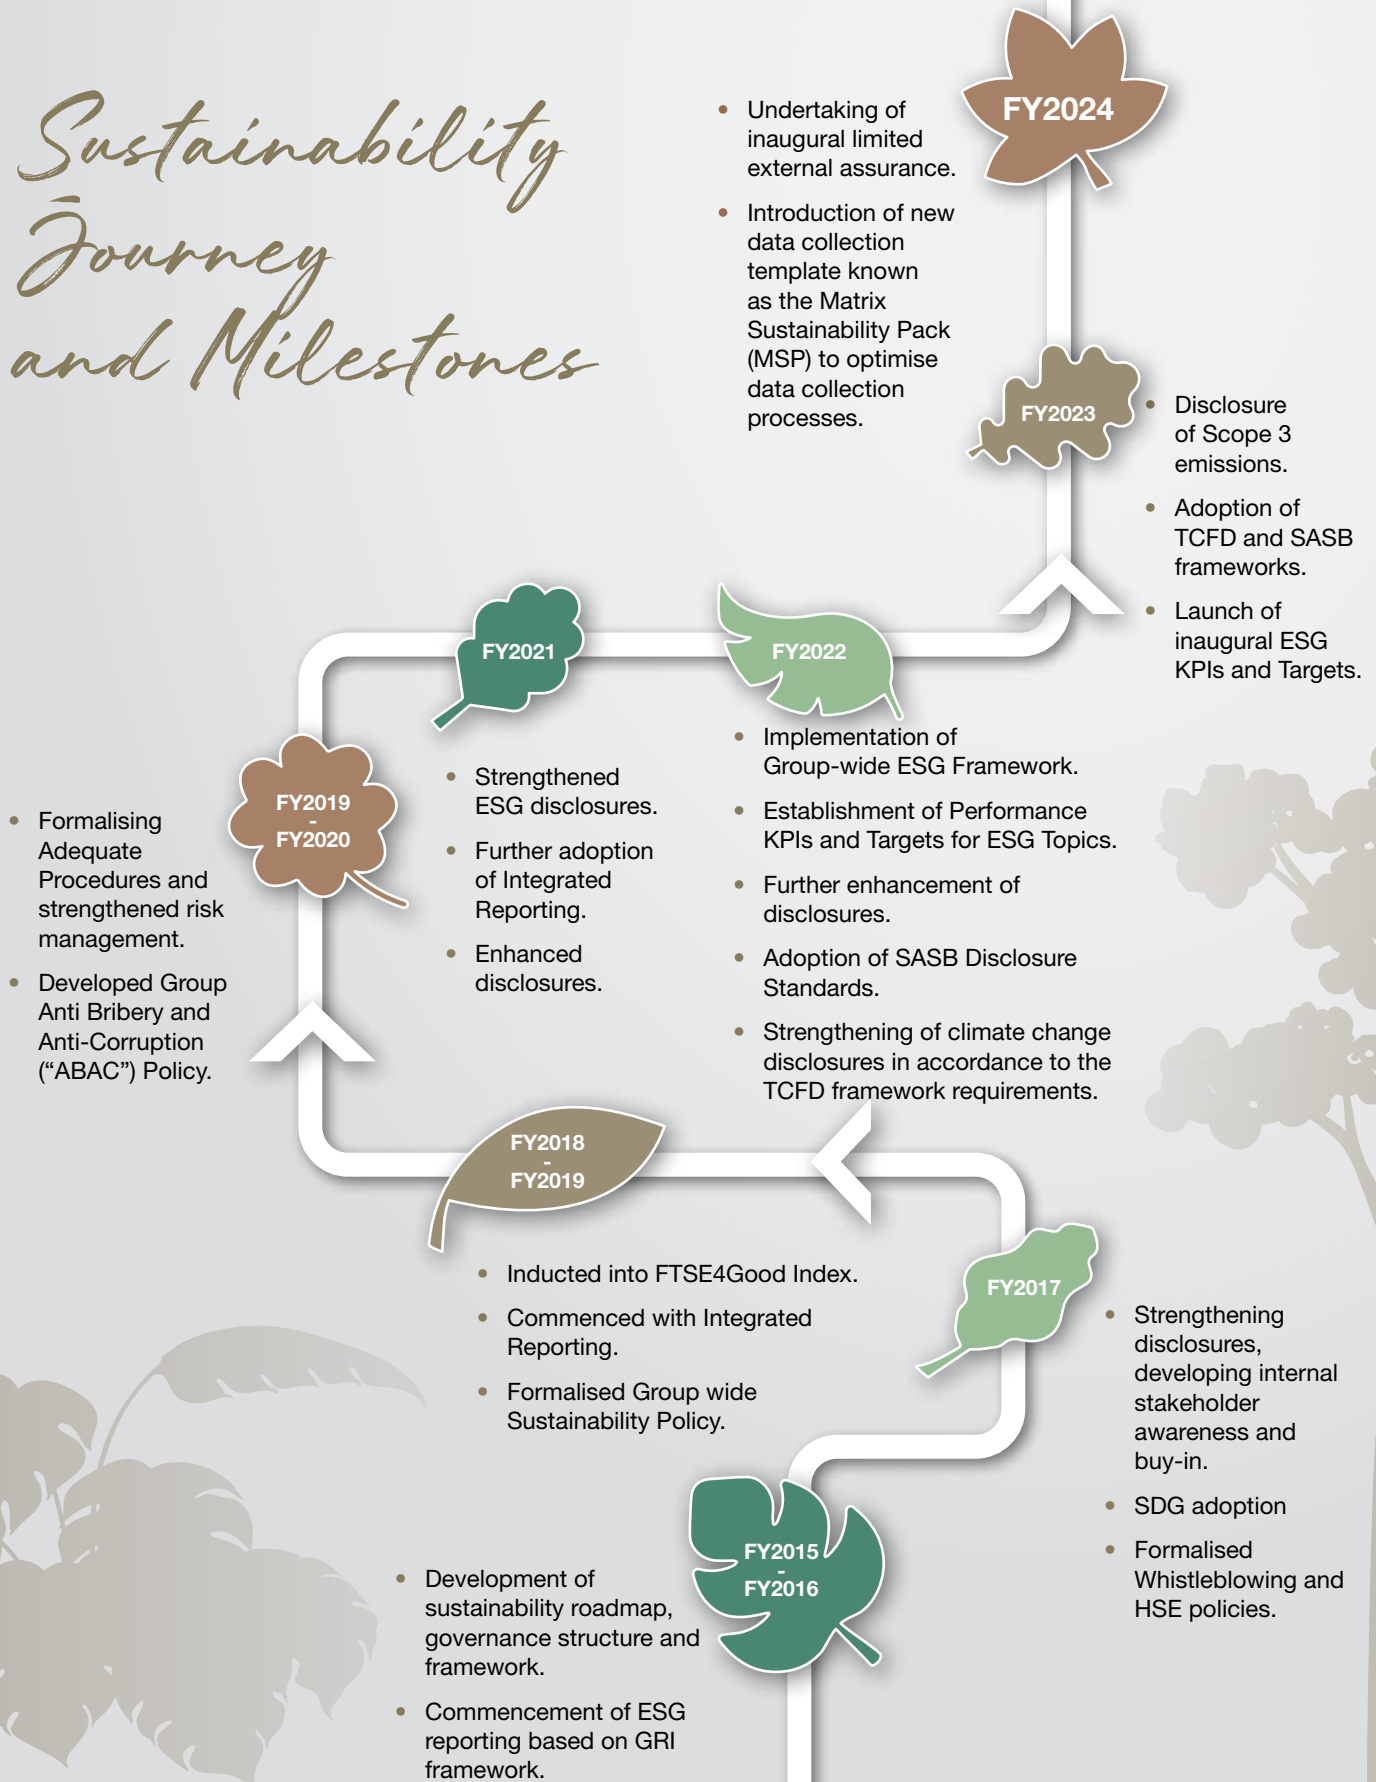 Sustainability
Journey
and Milestones
FY2024
• Undertaking of
inaugural limited
external assurance.
• Introduction of new
data collection
template known
as the Matrix
Sustainability Pack
(MSP) to optimise
data collection
processes.
FY2023
• Disclosure
of Scope 3
emissions.
• Adoption of
TCFD and SASB
frameworks.
• Launch of
inaugural ESG
KPIs and Targets.
FY2021
• Strengthened
ESG disclosures.
• Further adoption
of Integrated
Reporting.
• Enhanced
disclosures.
FY2022
• Implementation of
Group-wide ESG Framework.
• Establishment of Performance
KPIs and Targets for ESG Topics.
• Further enhancement of
disclosures.
• Adoption of SASB Disclosure
Standards.
• Strengthening of climate change
disclosures in accordance to the
TCFD framework requirements.
FY2019
-
FY2020
• Formalising
Adequate
Procedures and
strengthened risk
management.
• Developed Group
Anti Bribery and
Anti-Corruption
(“ABAC”) Policy.
FY2018
-
FY2019
• Inducted into FTSE4Good Index.
• Commenced with Integrated
Reporting.
• Formalised Group wide
Sustainability Policy.
FY2017
• Strengthening
disclosures,
developing internal
stakeholder
awareness and
buy-in.
• SDG adoption
• Formalised
Whistleblowing and
HSE policies.
FY2015
-
FY2016
• Development of
sustainability roadmap,
governance structure and
framework.
• Commencement of ESG
reporting based on GRI
framework.